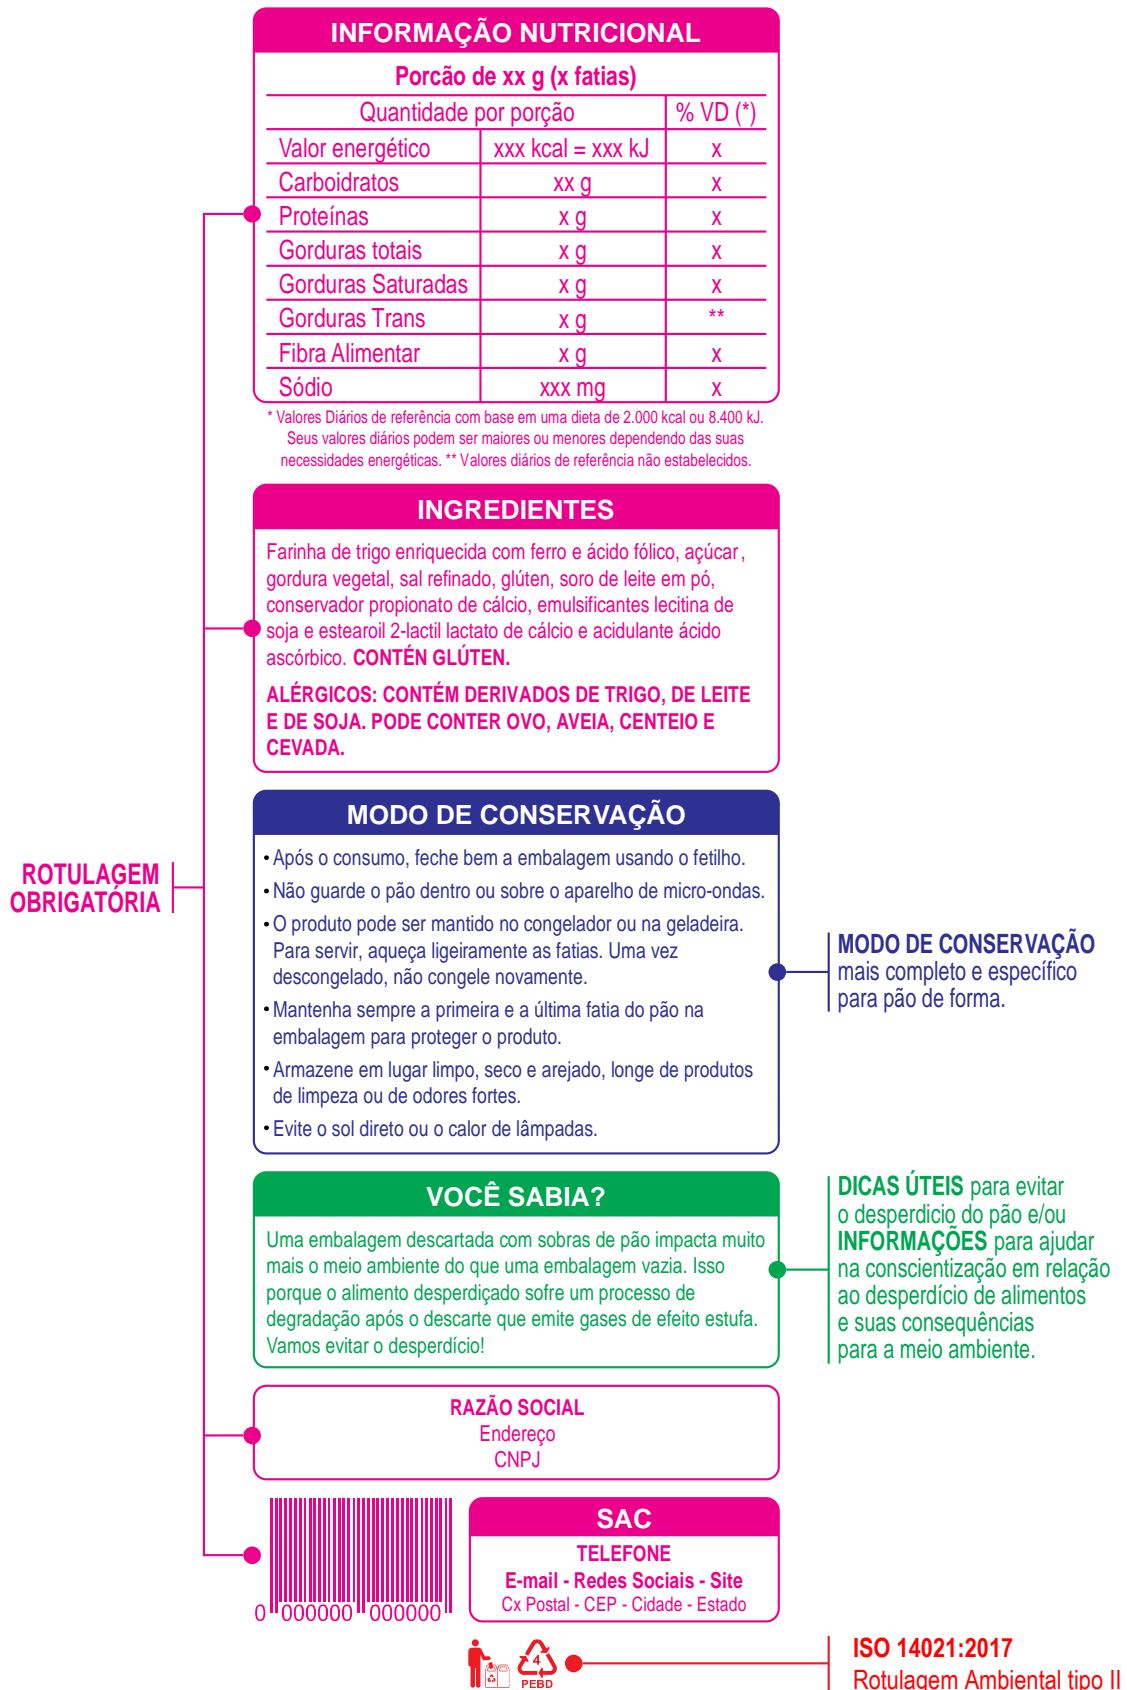 INFORMAÇÃO NUTRICIONAL
Porcão de xx g (x fatias)
Quantidade por porção % VD (*)
Valor energético xxx kcal = xxx kJ x
Carboidratos xx g x
Proteínas x g x
Gorduras totais x g x
Gorduras Saturadas x g x
Gorduras Trans x g **
Fibra Alimentar x g x
Sódio xxx mg x
* Valores Diários de referência com base em uma dieta de 2.000 kcal ou 8.400 kJ.
Seus valores diários podem ser maiores ou menores dependendo das suas
necessidades energéticas. ** Valores diários de referência não estabelecidos.
INGREDIENTES
Farinha de trigo enriquecida com ferro e ácido fólico, açúcar,
gordura vegetal, sal refinado, glúten, soro de leite em pó,
conservador propionato de cálcio, emulsificantes lecitina de
soja e estearoil 2-lactil lactato de cálcio e acidulante ácido
ascórbico. CONTÉN GLÚTEN.
ALÉRGICOS: CONTÉM DERIVADOS DE TRIGO, DE LEITE
E DE SOJA. PODE CONTER OVO, AVEIA, CENTEIO E
CEVADA.
ROTULAGEM
OBRIGATÓRIA
MODO DE CONSERVAÇÃO
• Após o consumo, feche bem a embalagem usando o fetilho.
• Não guarde o pão dentro ou sobre o aparelho de micro-ondas.
• O produto pode ser mantido no congelador ou na geladeira.
Para servir, aqueça ligeiramente as fatias. Uma vez
descongelado, não congele novamente.
• Mantenha sempre a primeira e a última fatia do pão na
embalagem para proteger o produto.
• Armazene em lugar limpo, seco e arejado, longe de produtos
de limpeza ou de odores fortes.
• Evite o sol direto ou o calor de lâmpadas.
MODO DE CONSERVAÇÃO
mais completo e específico
para pão de forma.
VOCÊ SABIA?
Uma embalagem descartada com sobras de pão impacta muito
mais o meio ambiente do que uma embalagem vazia. Isso
porque o alimento desperdiçado sofre um processo de
degradação após o descarte que emite gases de efeito estufa.
Vamos evitar o desperdício!
DICAS ÚTEIS para evitar
o desperdicio do pão e/ou
INFORMAÇÕES para ajudar
na conscientização em relação
ao desperdício de alimentos
e suas consequências
para a meio ambiente.
RAZÃO SOCIAL
Endereço
CNPJ
0 000000 000000
SAC
TELEFONE
E-mail - Redes Sociais - Site
Cx Postal - CEP - Cidade - Estado
4
PEBD
ISO 14021:2017
Rotulagem Ambiental tipo II